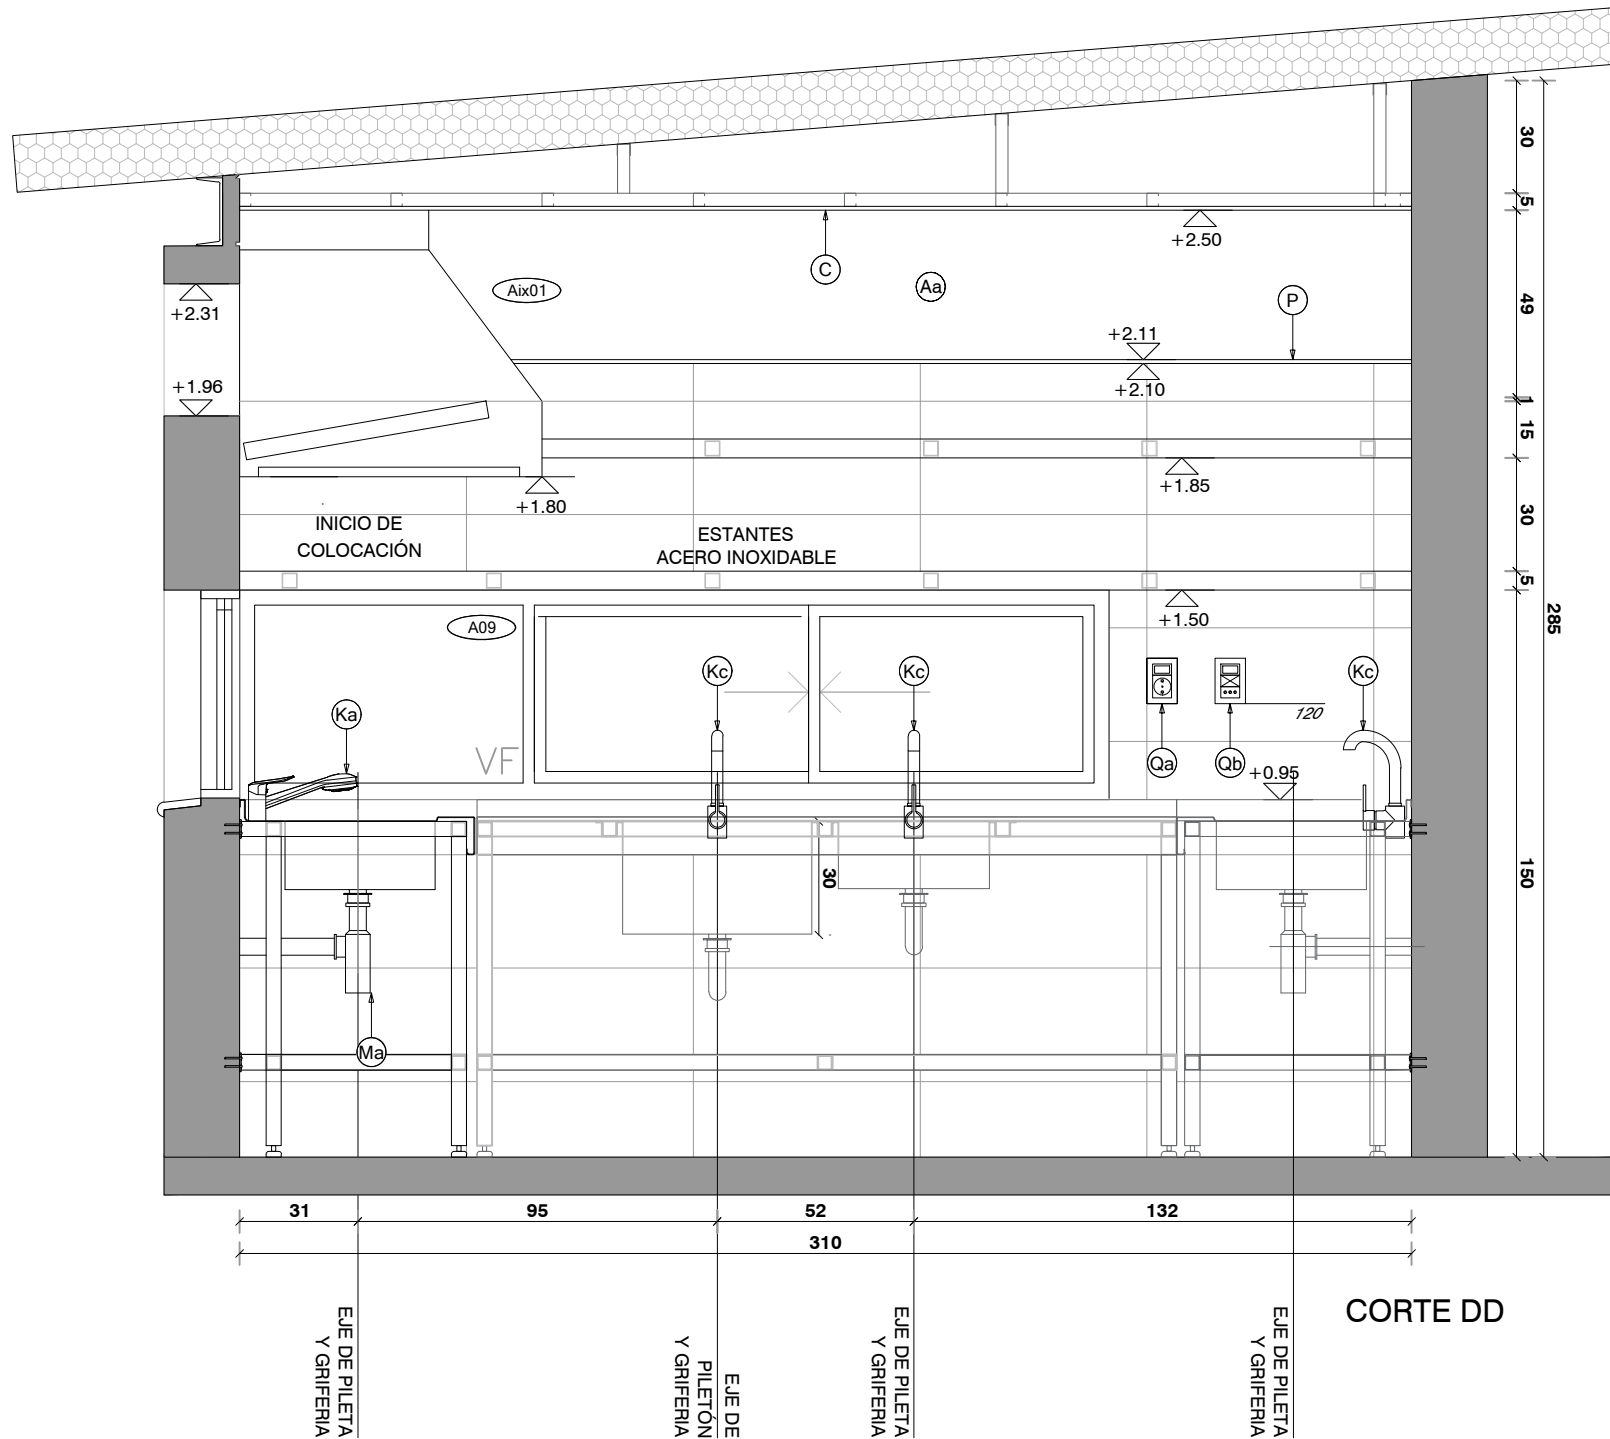 30
5
+2.50
C
Aix01
Aa
P
+2.31
49
+2.11
+1.96
+2.10
1
15
+1.85
+1.80
INICIO DE
COLOCACIÓN
ESTANTES
ACERO INOXIDABLE
30
5
285
+1.50
A09
Kc
Kc
Kc
120
Ka
VF
Qa
Qb
+0.95
30
150
Ma
31
95
52
132
310
CORTE DD
EJE DE PILETA
Y GRIFERIA
EJE DE
PILETÓN
Y GRIFERIA
EJE DE PILETA
Y GRIFERIA
EJE DE PILETA
Y GRIFERIA